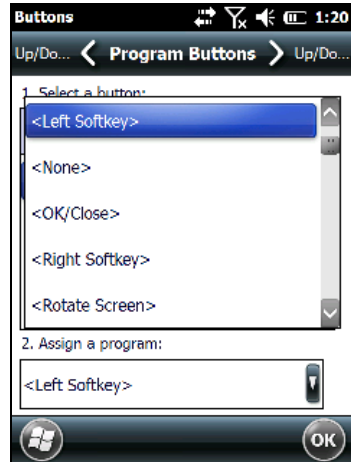 Buttons 1:20
Up/Do... Program Buttons Up/Do...
1. Select a button:
<Left Softkey>
<None>
<OK/Close>
<Right Softkey>
<Rotate Screen>
2. Assign a program:
<Left Softkey>
OK